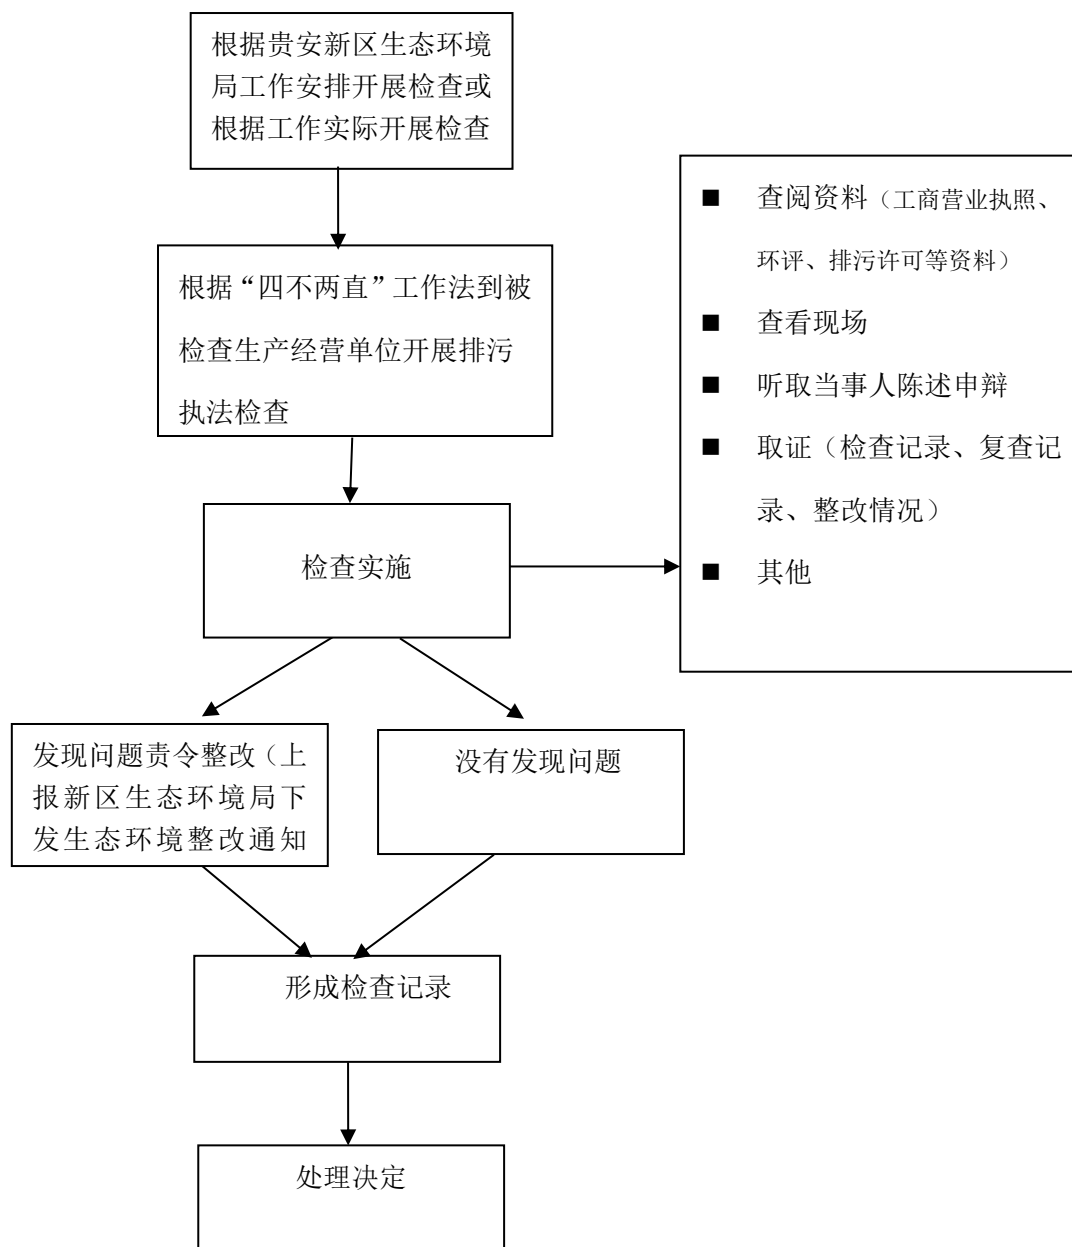 根据贵安新区生态环境
局工作安排开展检查或
根据工作实际开展检查
根据“四不两直”工作法到被
检查生产经营单位开展排污
执法检查
■ 查阅资料（工商营业执照、
环评、排污许可等资料）
■ 查看现场
■ 听取当事人陈述申辩
■ 取证（检查记录、复查记
录、整改情况）
■ 其他
检查实施
发现问题责令整改（上
报新区生态环境局下
发生态环境整改通知
没有发现问题
形成检查记录
处理决定